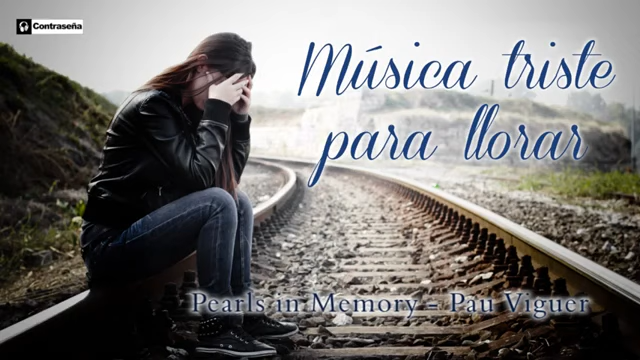 Contraseña
Música triste
para llorar
Pearls in Memory - Pau Viguer